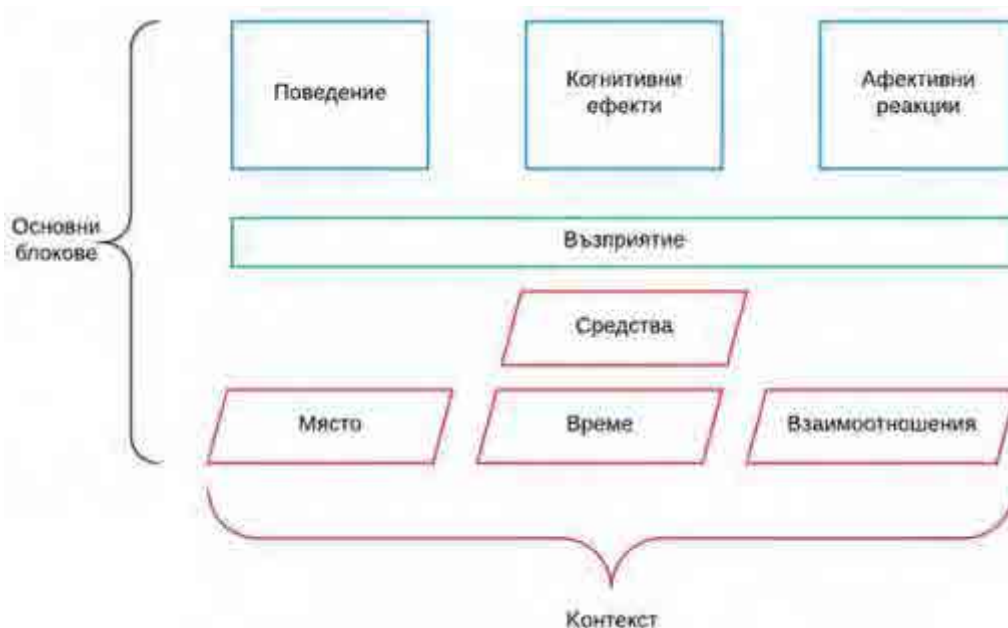 Поведение
Когнитивни
ефекти
Афективни
реакции
Основни
блокове
Възприятие
Средства
Място
Време
Взаимоотношения
Контекст